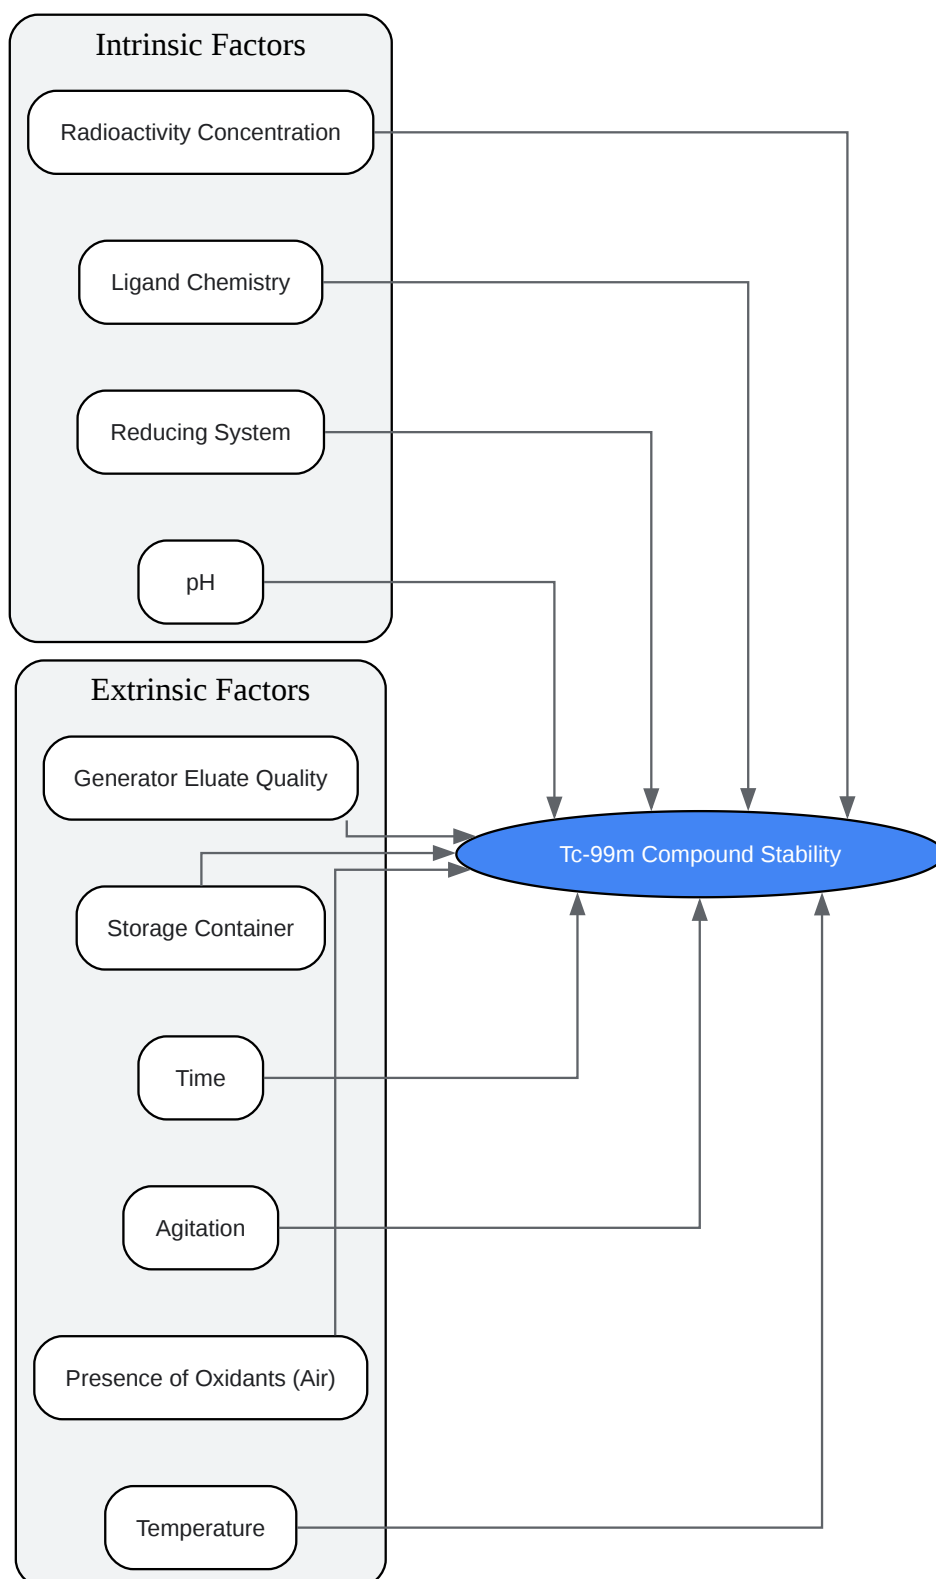 Intrinsic Factors
Radioactivity Concentration
Ligand Chemistry
Reducing System
pH
Extrinsic Factors
Generator Eluate Quality
Tc-99m Compound Stability
Storage Container
Time
Agitation
Presence of Oxidants (Air)
Temperature